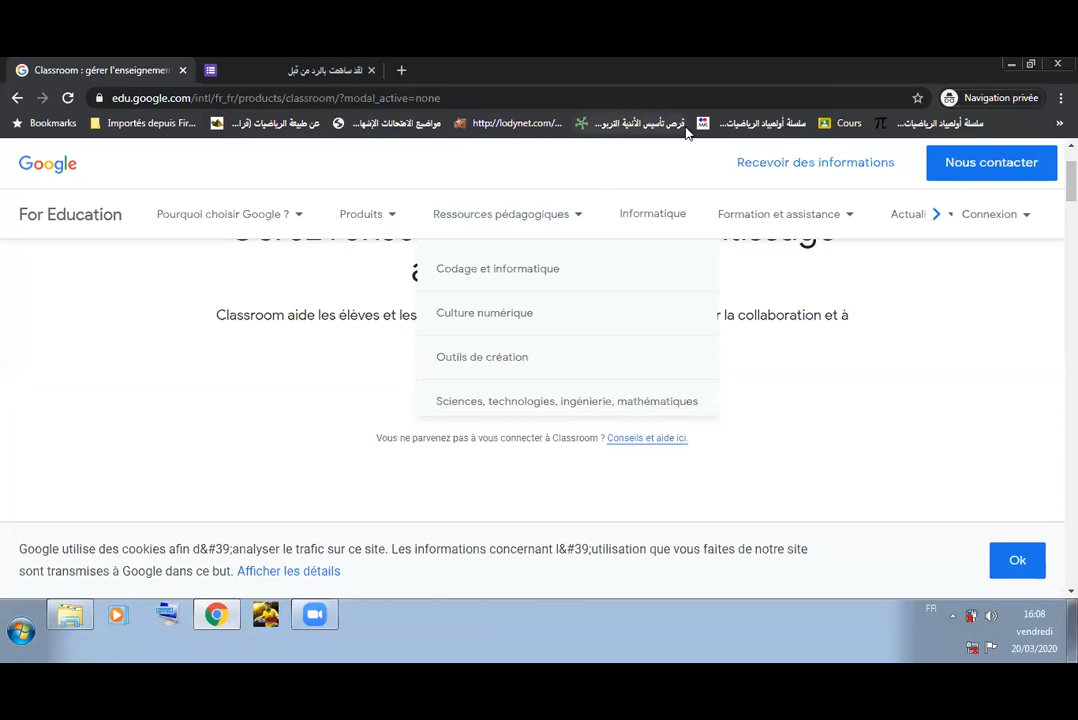 Classroom : gérer l'enseignemen
لقد ساهمت بالرد من قبل
edu.google.com/intl/fr_fr/products/classroom/?modal_active=none
Navigation privée
Bookmarks
Importés depuis Fir...
عن طبيعة الرياضيات (قرا...
مواضيع الامتحانات الإشها...
http://lodynet.com/...
قرص تأسيس الأندية التربو...
سلسلة أولمبياد الرياضيات...
Cours
سلسلة أولمبياد الرياضيات...
»
Google
Recevoir des informations
Nous contacter
For Education
Pourquoi choisir Google ?
Produits
Ressources pédagogiques
Informatique
Formation et assistance
Actuali
Connexion
Codage et informatique
Classroom aide les élèves et les
Culture numérique
r la collaboration et à
Outils de création
Sciences, technologies, ingénierie, mathématiques
Vous ne parvenez pas à vous connecter à Classroom ? Conseils et aide ici.
Google utilise des cookies afin d&#39;analyser le trafic sur ce site. Les informations concernant l&#39;utilisation que vous faites de notre site
sont transmises à Google dans ce but. Afficher les détails
Ok
FR
16:08
vendredi
20/03/2020